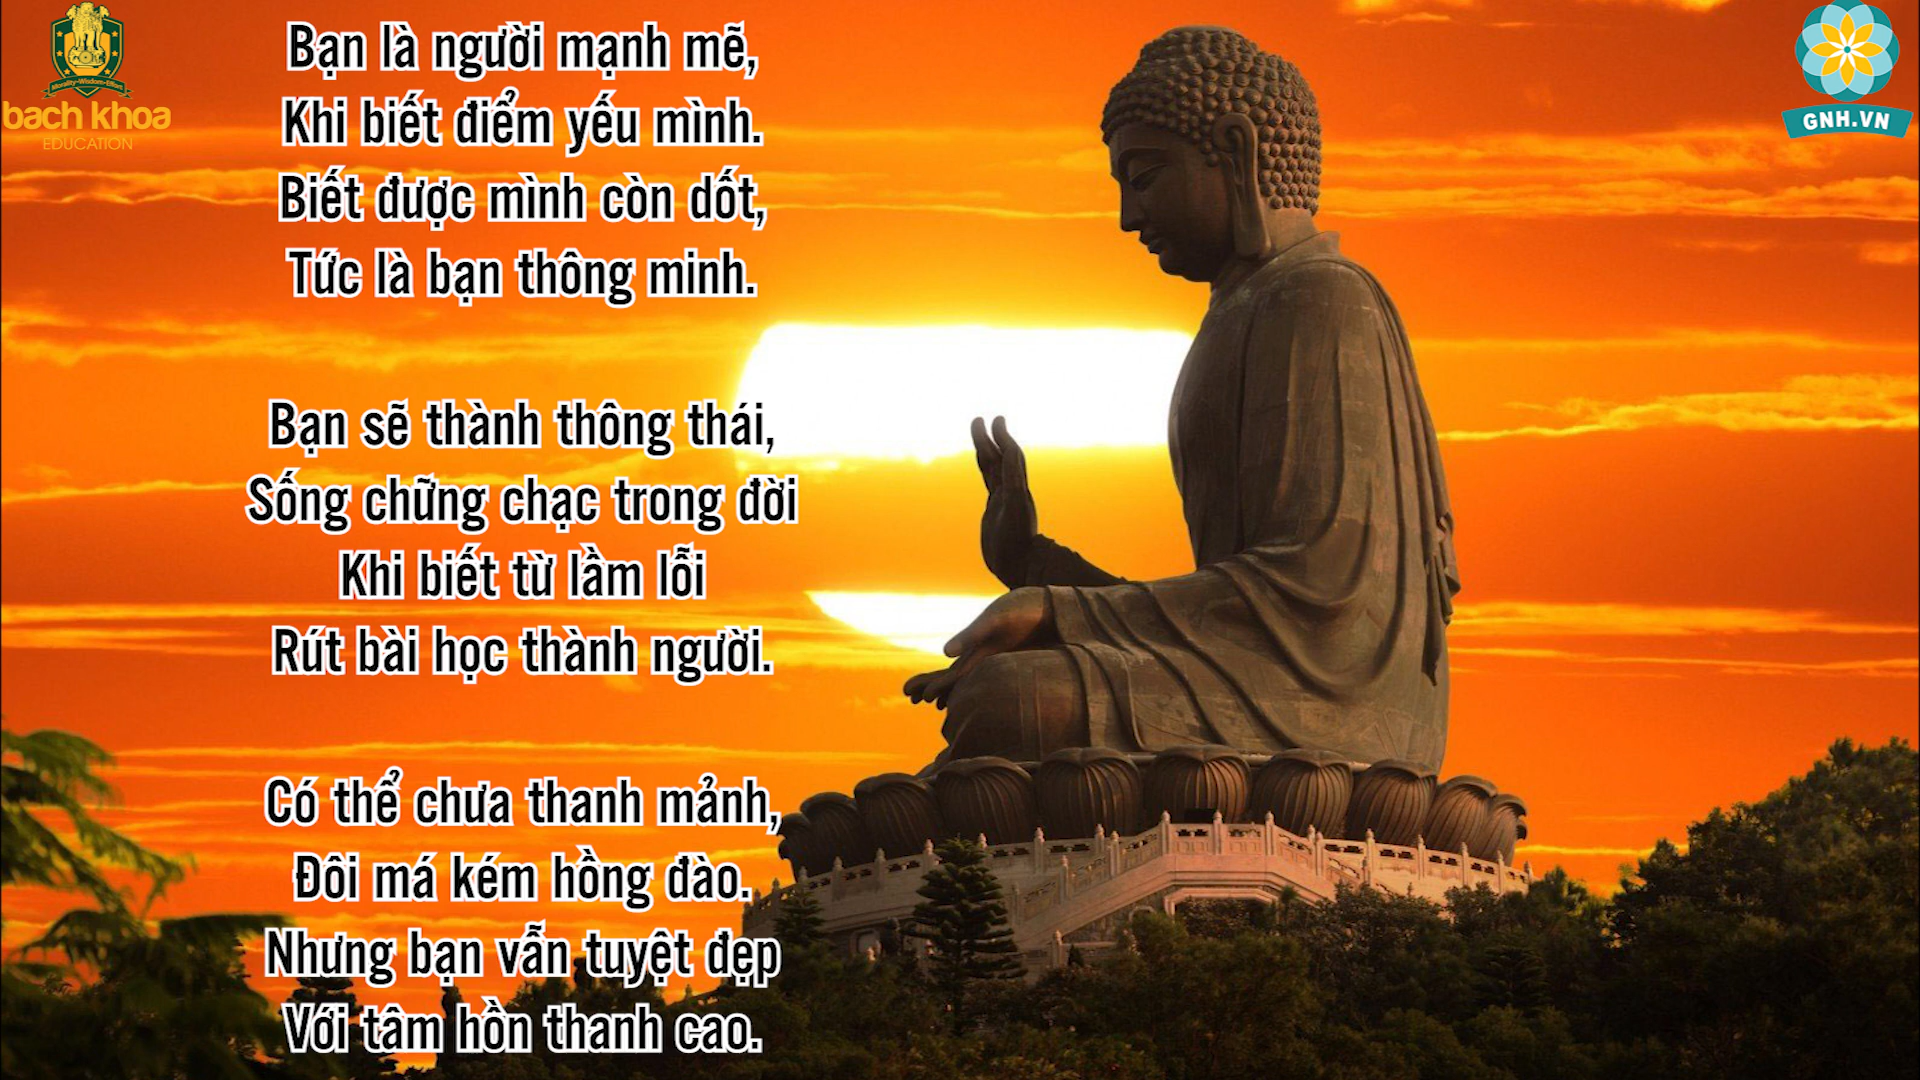 Morality-Wisdom-Effort
bach khoa
EDUCATION
GNH.VN
Bạn là người mạnh mẽ,
Khi biết điểm yếu mình.
Biết được mình còn dốt,
Tức là bạn thông minh.
Bạn sẽ thành thông thái,
Sống chững chạc trong đời
Khi biết từ lầm lỗi
Rút bài học thành người.
Có thể chưa thanh mảnh,
Đôi má kém hồng đào.
Nhưng bạn vẫn tuyệt đẹp
Với tâm hồn thanh cao.